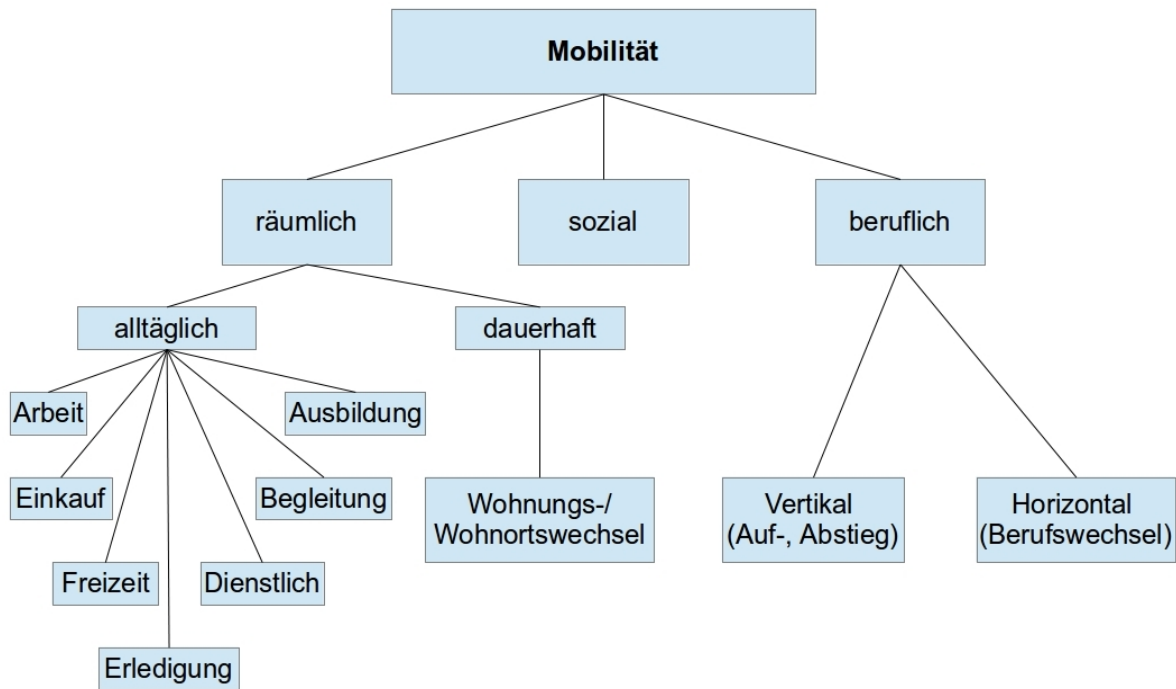 Mobilität
räumlich
sozial
beruflich
alltäglich
dauerhaft
Arbeit
Ausbildung
Einkauf
Begleitung
Wohnungs-/
Wohnortswechsel
Vertikal
(Auf-, Abstieg)
Horizontal
(Berufswechsel)
Freizeit
Dienstlich
Erledigung